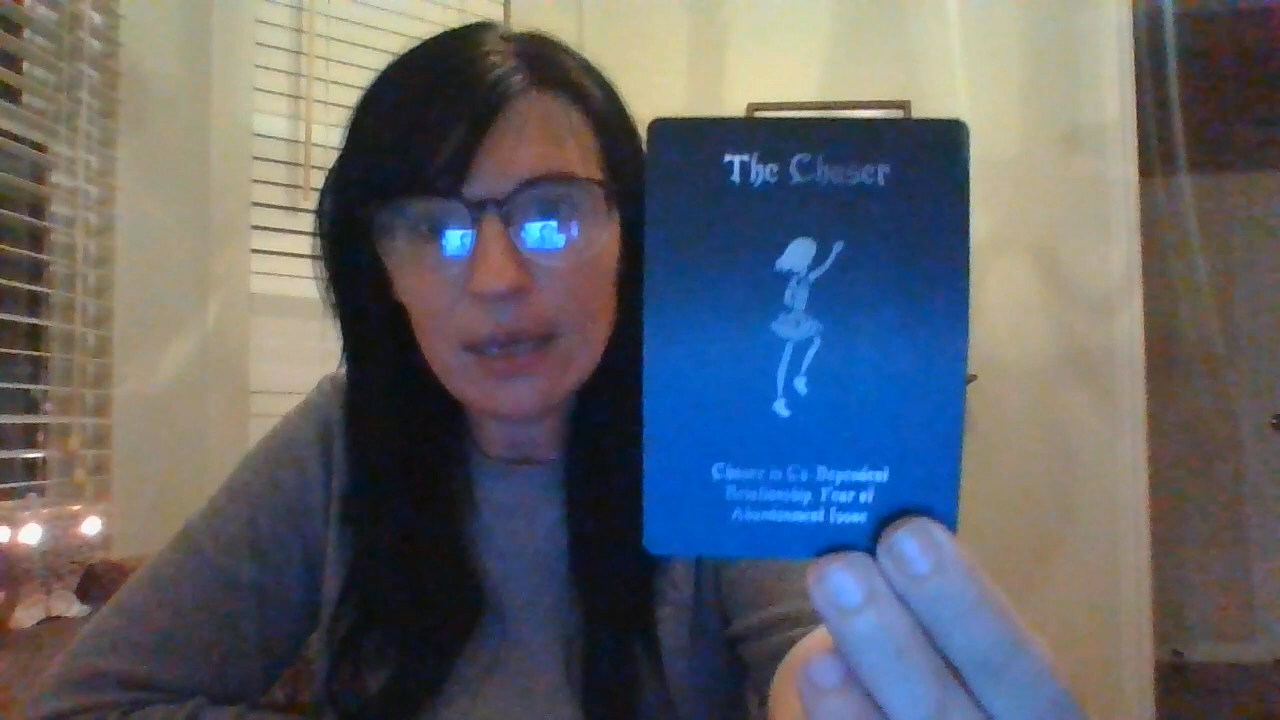 The Chaser
Chaser in Co-Dependent
Relationship. Fear of
Abandonment Issues